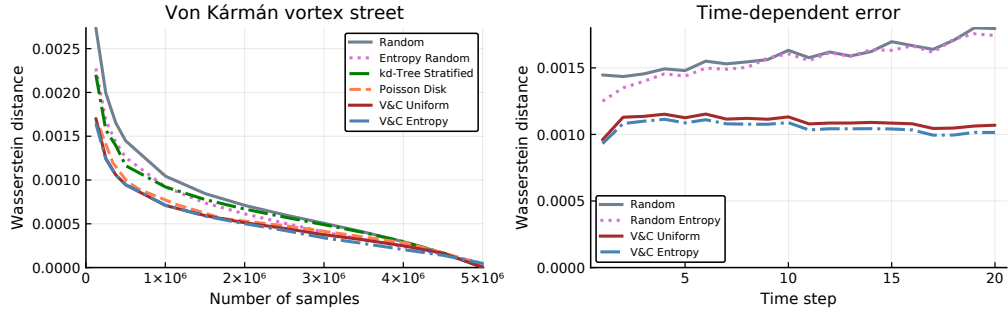 Von Kármán vortex street
Wasserstein distance
0.0025
0.0020
0.0015
0.0010
0.0005
0.0000
Random
Entropy Random
kd-Tree Stratified
Poisson Disk
V&C Uniform
V&C Entropy
0
1×10⁶
2×10⁶
3×10⁶
4×10⁶
5×10⁶
Number of samples
Time-dependent error
Wasserstein distance
0.0015
0.0010
0.0005
0.0000
Random
Random Entropy
V&C Uniform
V&C Entropy
5
10
15
20
Time step